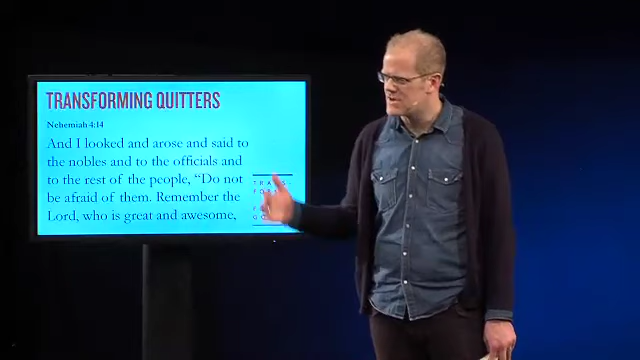 TRANSFORMING QUITTERS
Nehemiah 4:14
And I looked and arose and said to
the nobles and to the officials and
to the rest of the people, “Do not
be afraid of them. Remember the
Lord, who is great and awesome,
TRANS-